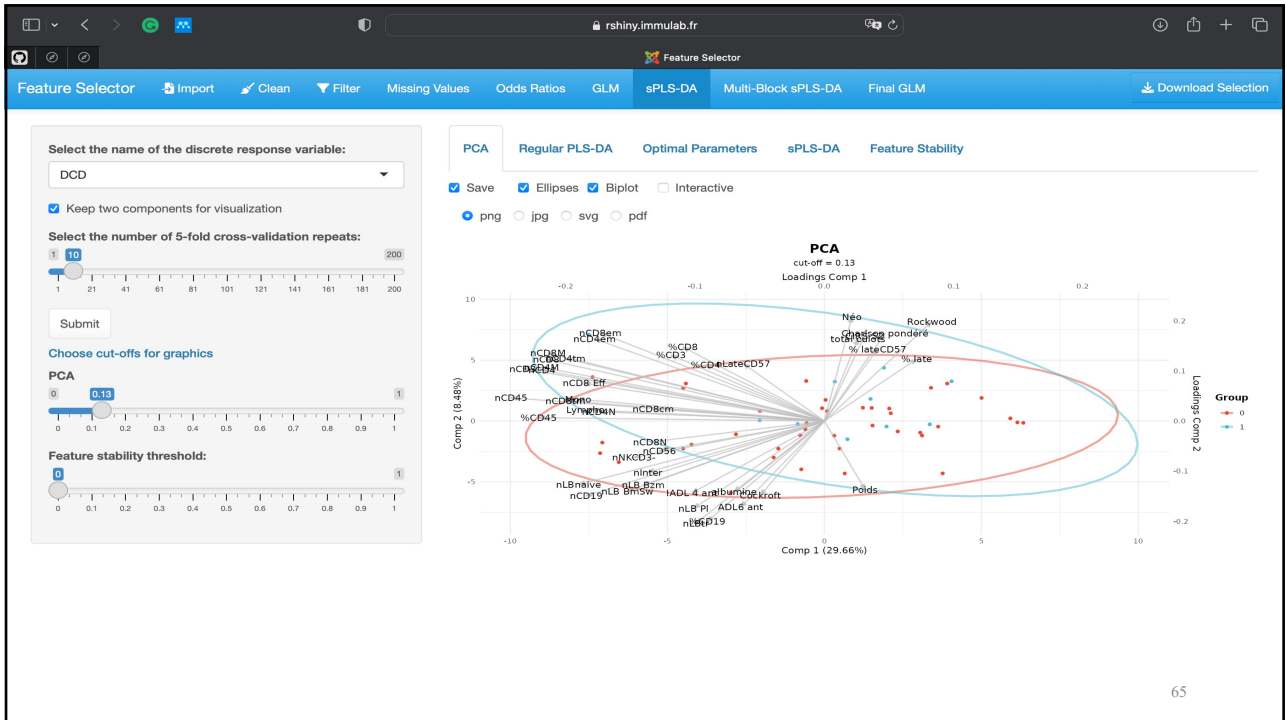 rshiny.immulab.fr
Feature Selector
Feature Selector Import Clean Filter Missing Values Odds Ratios GLM sPLS-DA Multi-Block sPLS-DA Final GLM Download Selection
Select the name of the discrete response variable:
DCD
Keep two components for visualization
Select the number of 5-fold cross-validation repeats:
1 10 200
1 21 41 61 81 101 121 141 161 181 200
Submit
Choose cut-offs for graphics
PCA
0 0.13 1
0 0.1 0.2 0.3 0.4 0.5 0.6 0.7 0.8 0.9 1
Feature stability threshold:
0 1
0 0.1 0.2 0.3 0.4 0.5 0.6 0.7 0.8 0.9 1
PCA Regular PLS-DA Optimal Parameters sPLS-DA Feature Stability
Save Ellipses Biplot Interactive
png jpg svg pdf
PCA
cut-off = 0.13
Loadings Comp 1
-0.2 -0.1 0.0 0.1 0.2
10
5
0
-5
Comp 2 (8.48%)
Néo
Rockwood
Charlson pondéré
total
nCD8em
nCD4em
%CD8
%CD3
% lateCD57
% late
nCD8M
nCD4tm
%CD4
nLateCD57
nCD8 Eff
nCD45
%CD45
Lympho
nCD4N
nCD8cm
nCD8N
nCD56
nNKCD3-
nInter
nLBnaive
nLB Bzm
nCD19
nLB BmSw
IADL 4 ant
albumine
Cockroft
Poids
nLB Pl
ADL6 ant
%CD19
0.2
0.1
0.0
-0.1
-0.2
Loadings Comp 2
Group
0
1
-10 -5 0 5 10
Comp 1 (29.66%)
65